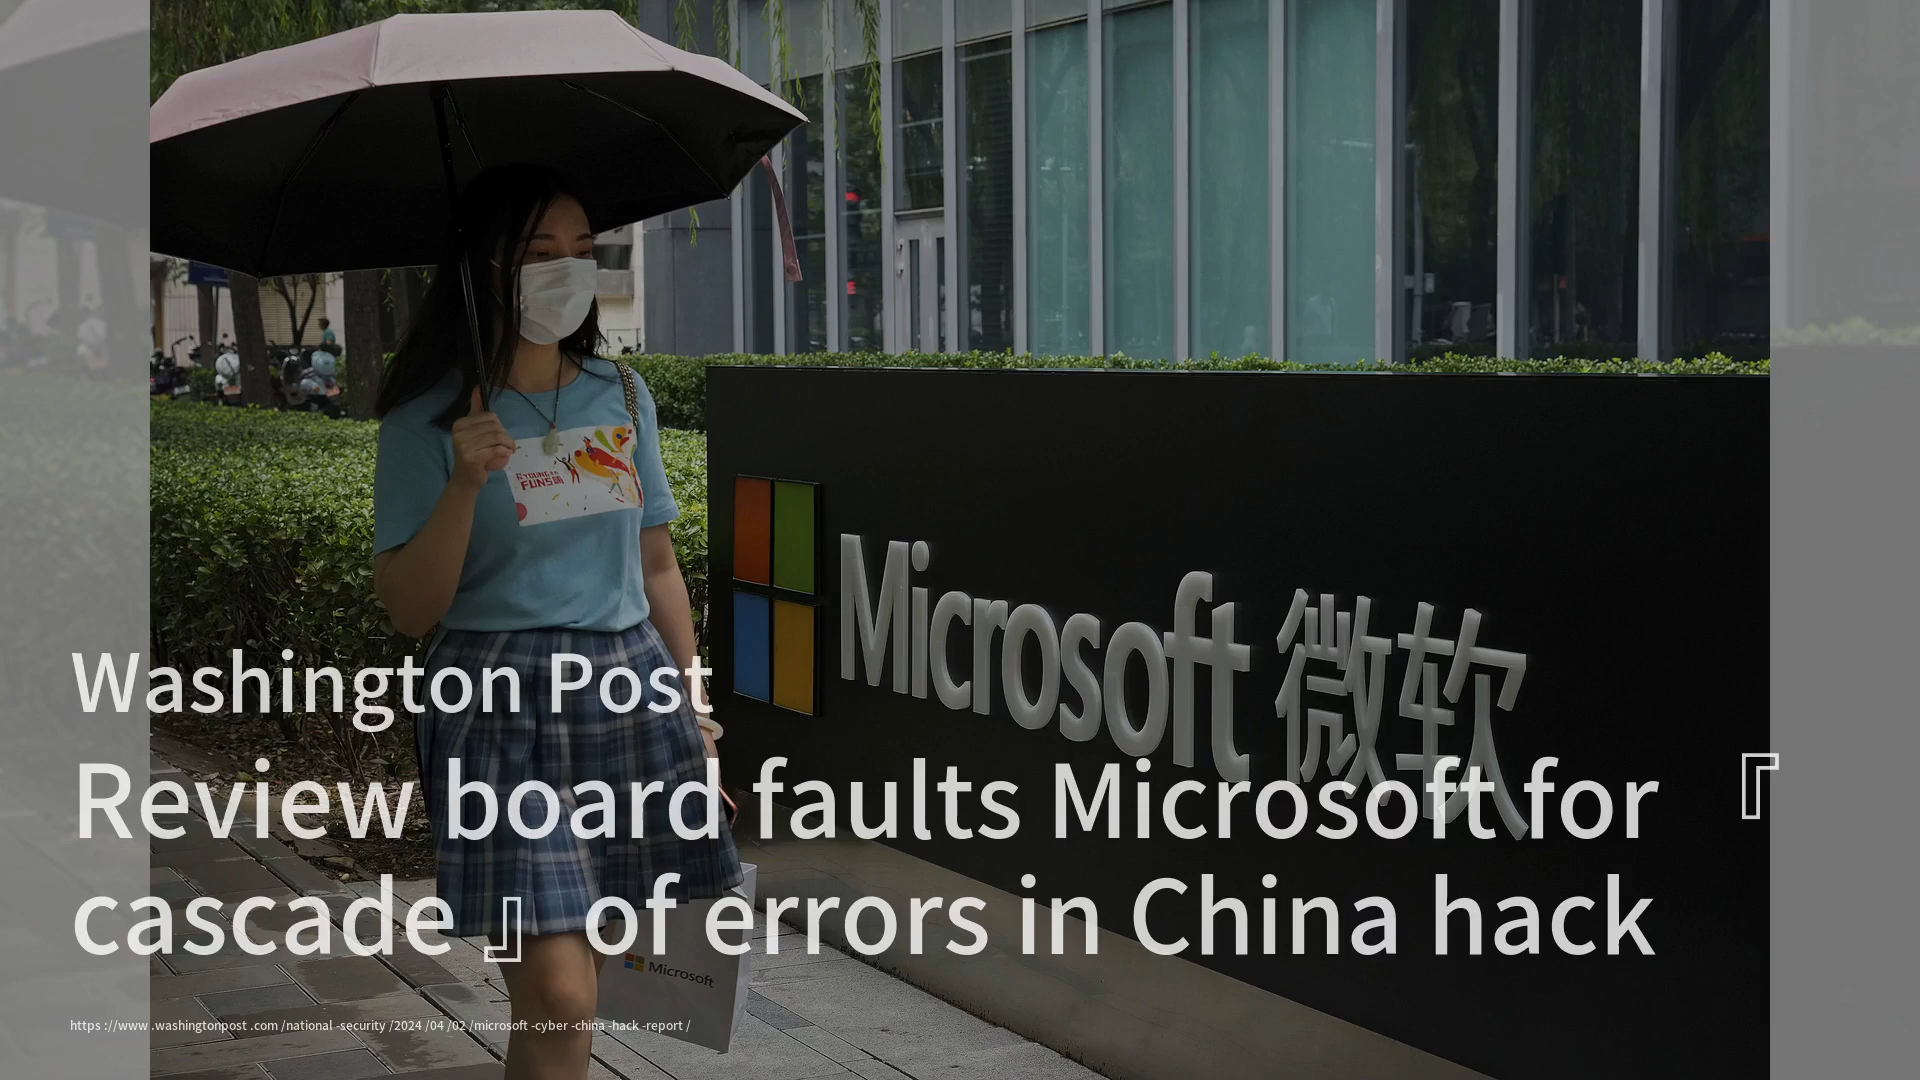 FUNS
Microsoft 微软
Washington Post
Review board faults Microsoft for 『
cascade 』 of errors in China hack
Microsoft
https ://www .washingtonpost .com /national -security /2024 /04 /02 /microsoft -cyber -china -hack -report /